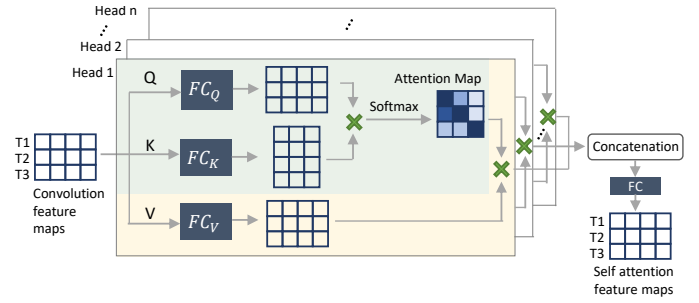 Head n
Head 2
Head 1
Q
FC_Q
Attention Map
Softmax
T1
T2
T3
K
FC_K
Convolution
feature
maps
V
FC_V
Concatenation
FC
T1
T2
T3
Self attention
feature maps